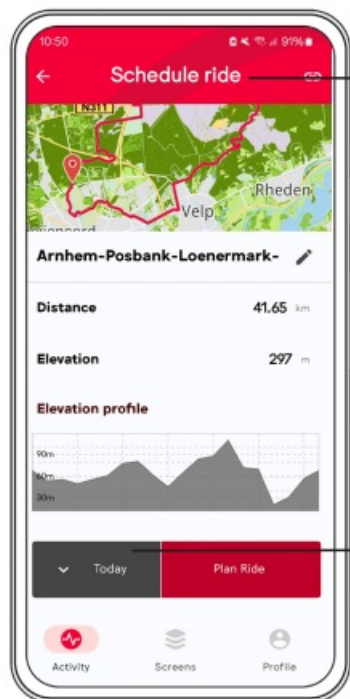 10:50
91%
Schedule ride
N311
Velp
Rheden
Arnhem-Posbank-Loenermark-
Distance 41.65 km
Elevation 297 m
Elevation profile
90m
60m
30m
Today Plan Ride
Activity Screens Profile